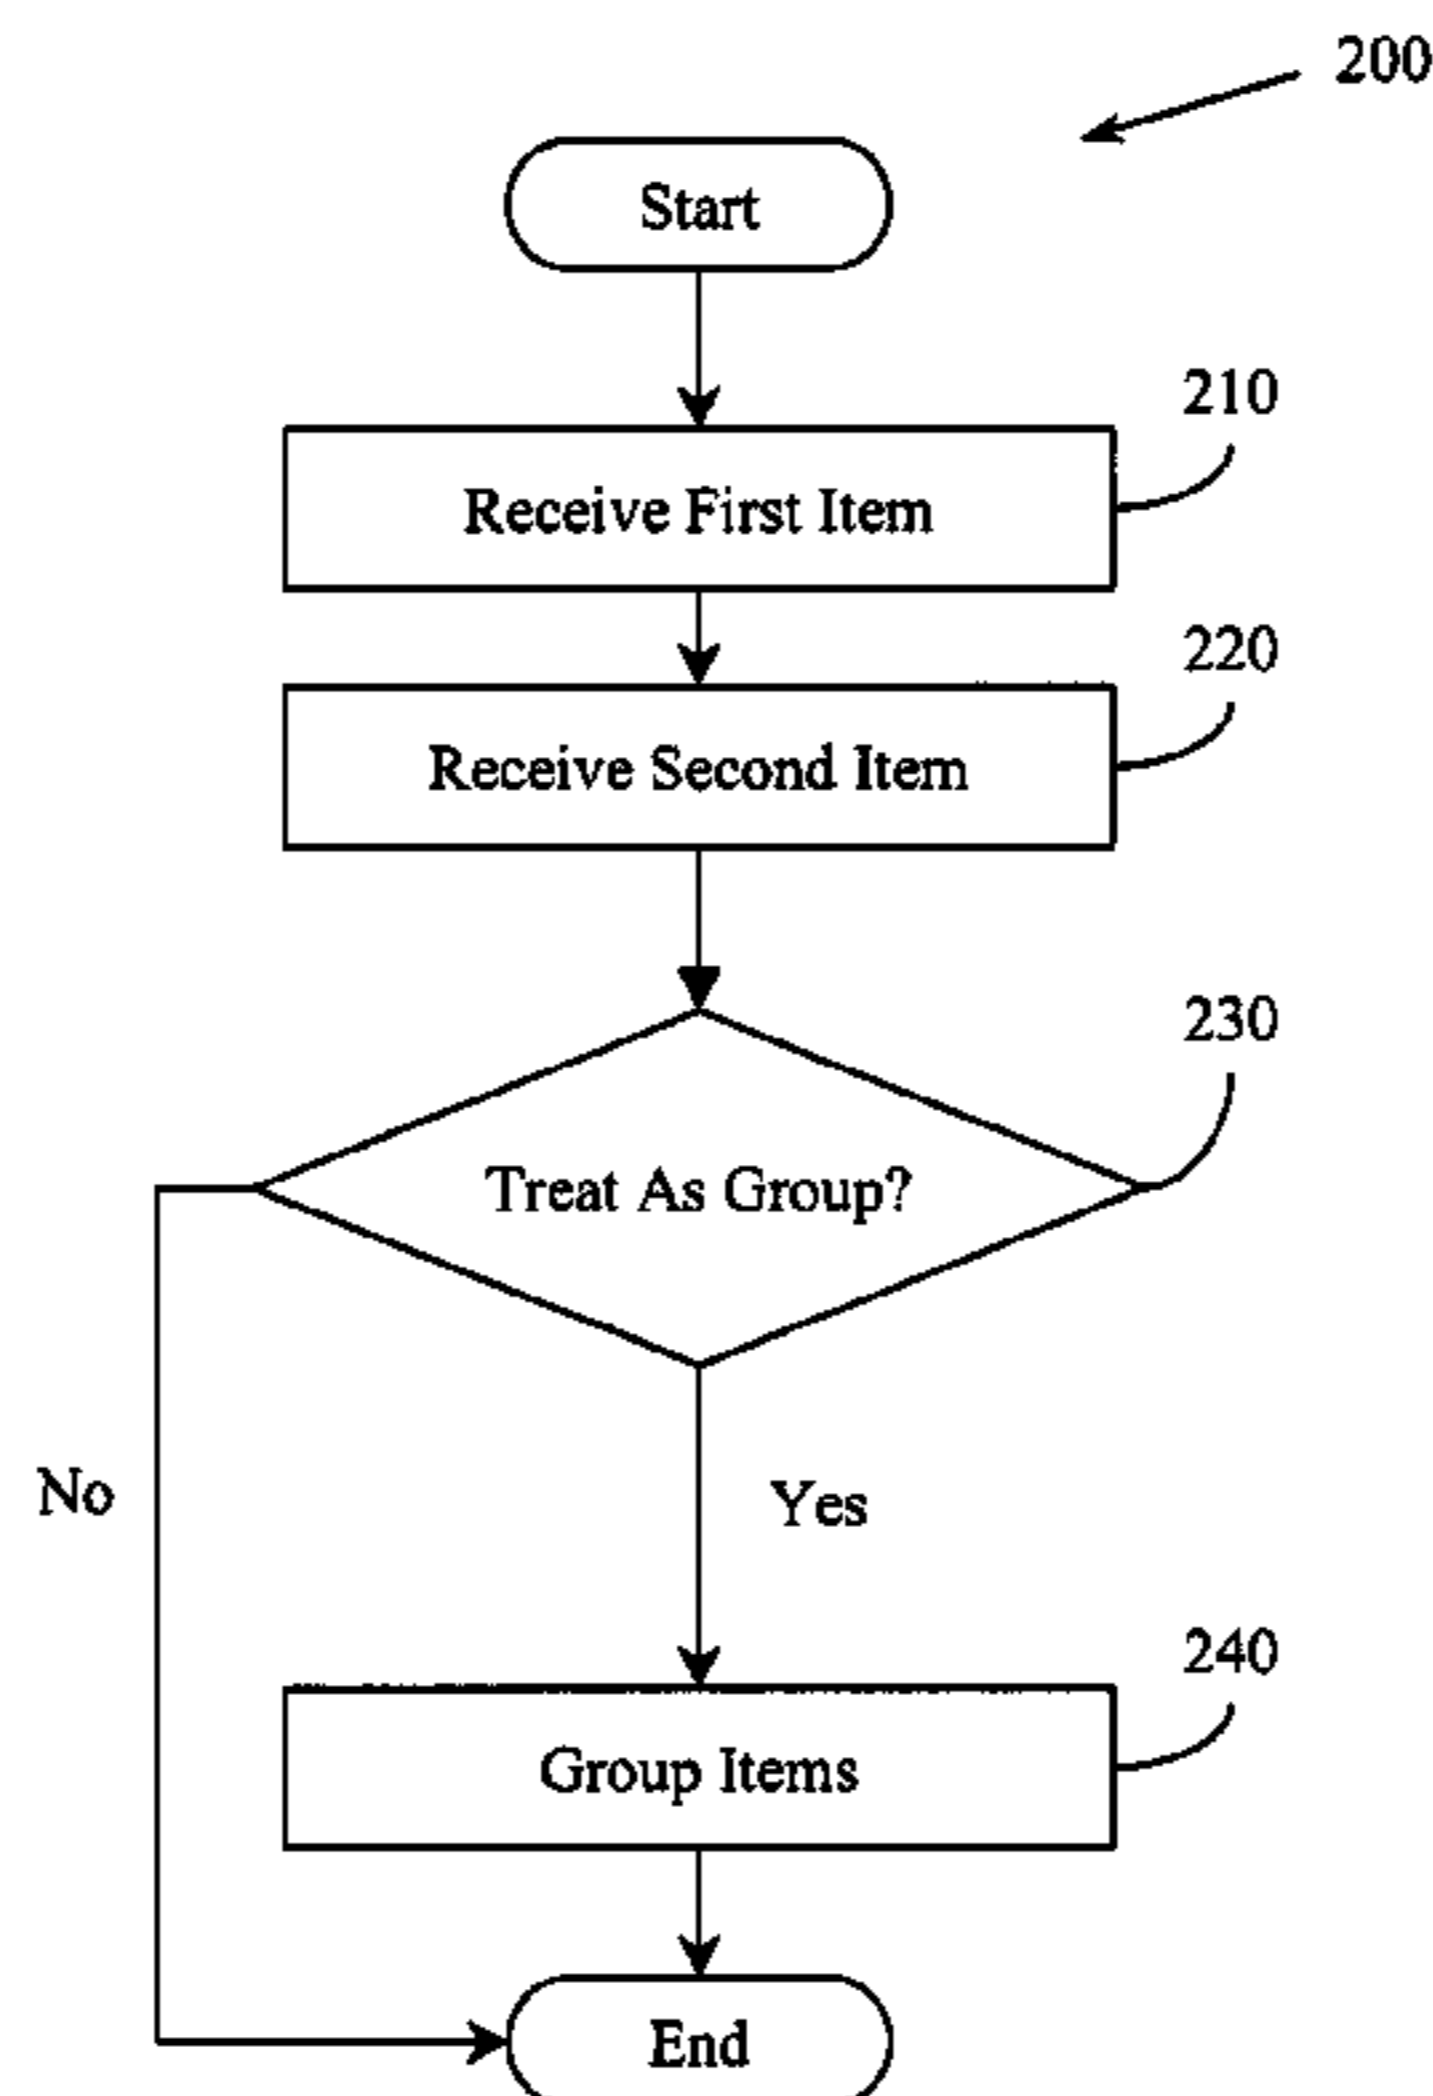 200
Start
210
Receive First Item
220
Receive Second Item
230
Treat As Group?
No
Yes
240
Group Items
End